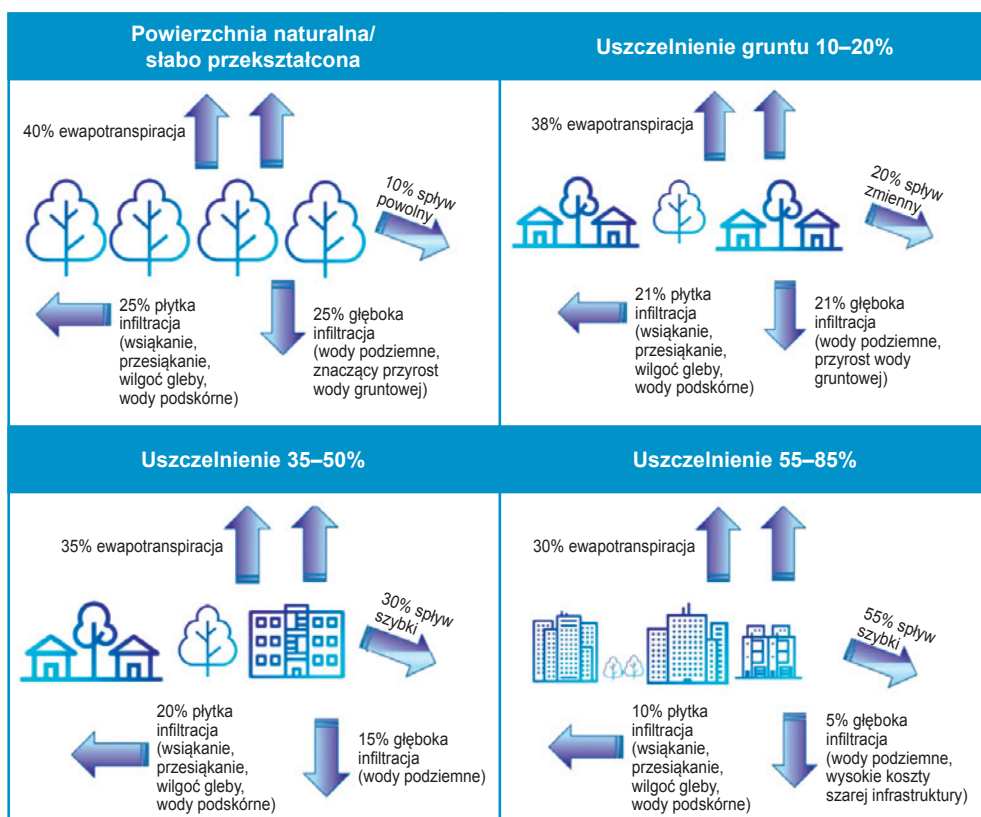 Powierzchnia naturalna/
słabo przekształcona
40% ewapotranspiracja
10% spływ
powolny
25% płytka
infiltracja
(wsiąkanie,
przesiąkanie,
wilgoć gleby,
wody podskórne)
25% głęboka
infiltracja
(wody podziemne,
znaczący przyrost
wody gruntowej)
Uszczelnienie gruntu 10–20%
38% ewapotranspiracja
20% spływ
zmienny
21% płytka
infiltracja
(wsiąkanie,
przesiąkanie,
wilgoć gleby,
wody podskórne)
21% głęboka
infiltracja
(wody podziemne,
przyrost wody
gruntowej)
Uszczelnienie 35–50%
35% ewapotranspiracja
30% spływ
szybki
20% płytka
infiltracja
(wsiąkanie,
przesiąkanie,
wilgoć gleby,
wody podskórne)
15% głęboka
infiltracja
(wody podziemne)
Uszczelnienie 55–85%
30% ewapotranspiracja
55% spływ
szybki
10% płytka
infiltracja
(wsiąkanie,
przesiąkanie,
wilgoć gleby,
wody podskórne)
5% głęboka
infiltracja
(wody podziemne,
wysokie koszty
szarej infrastruktury)